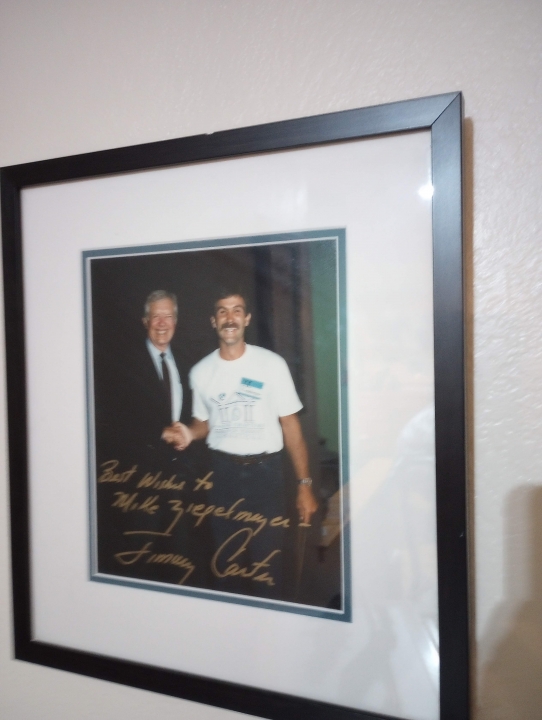 Best Wishes to
Mike Ziegelmeyer
Jimmy Carter